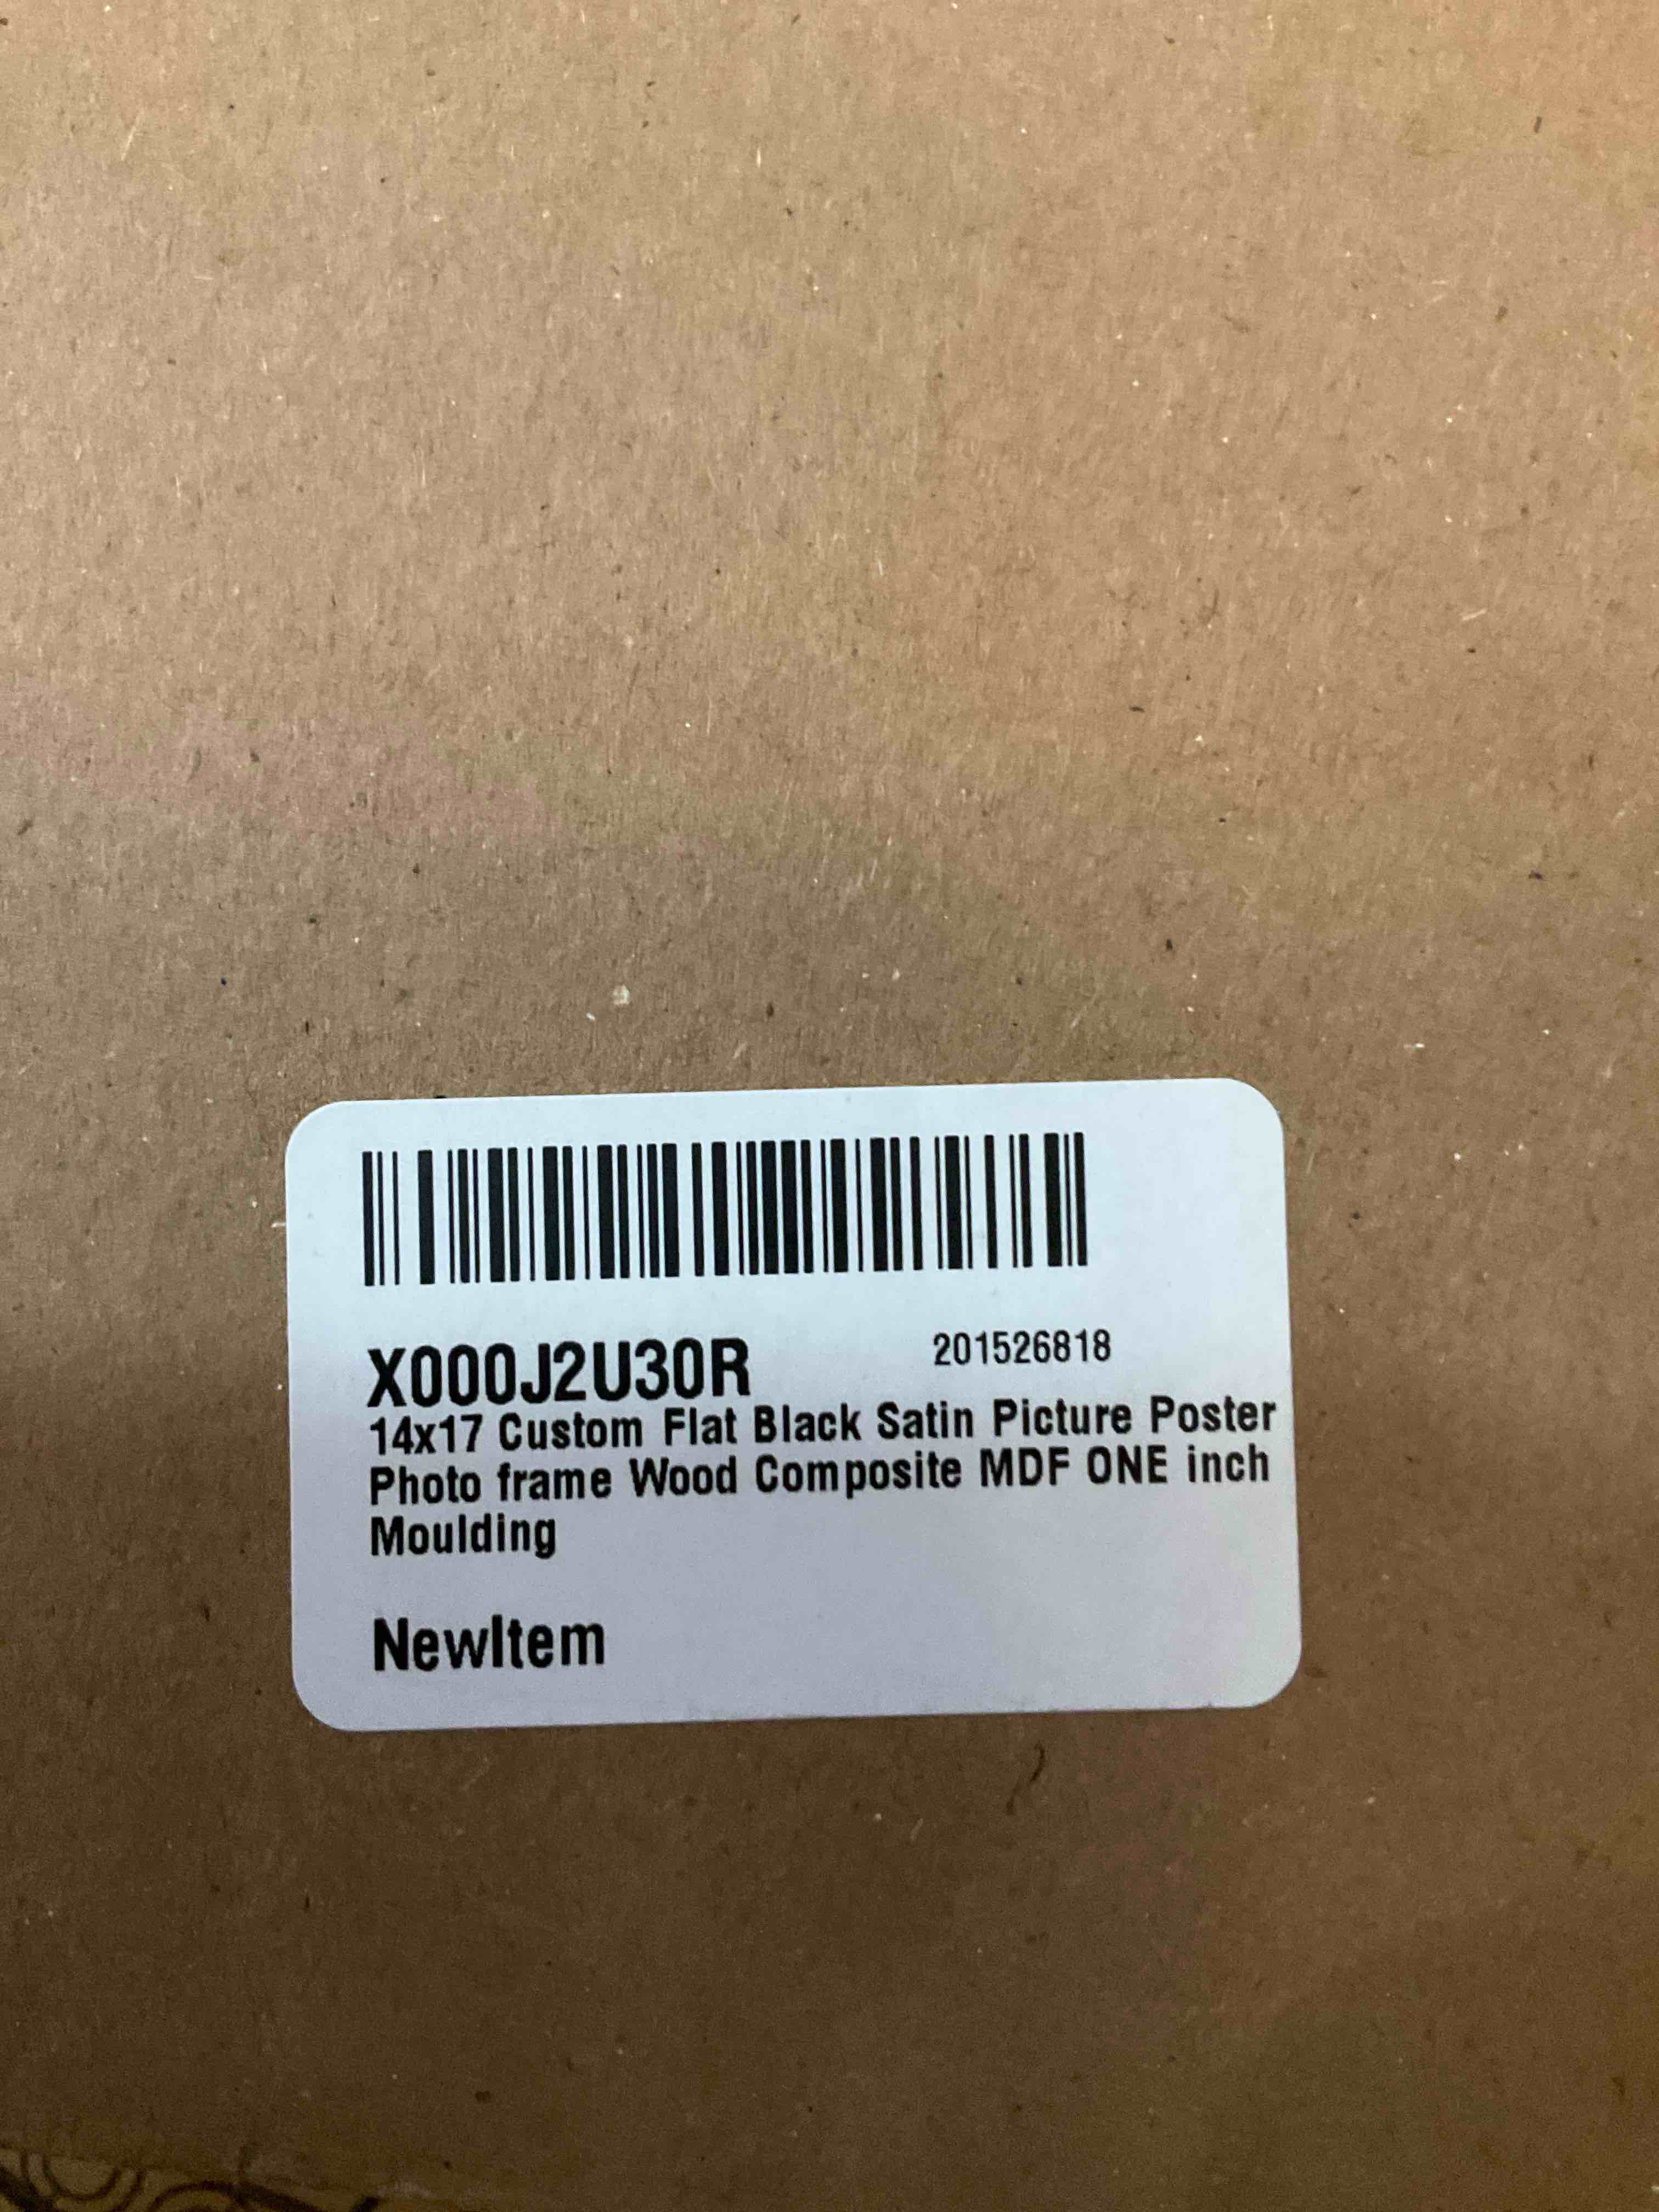 X000J2U30R 201526818
14x17 Custom Flat Black Satin Picture Poster
Photo frame Wood Composite MDF ONE inch
Moulding
NewItem